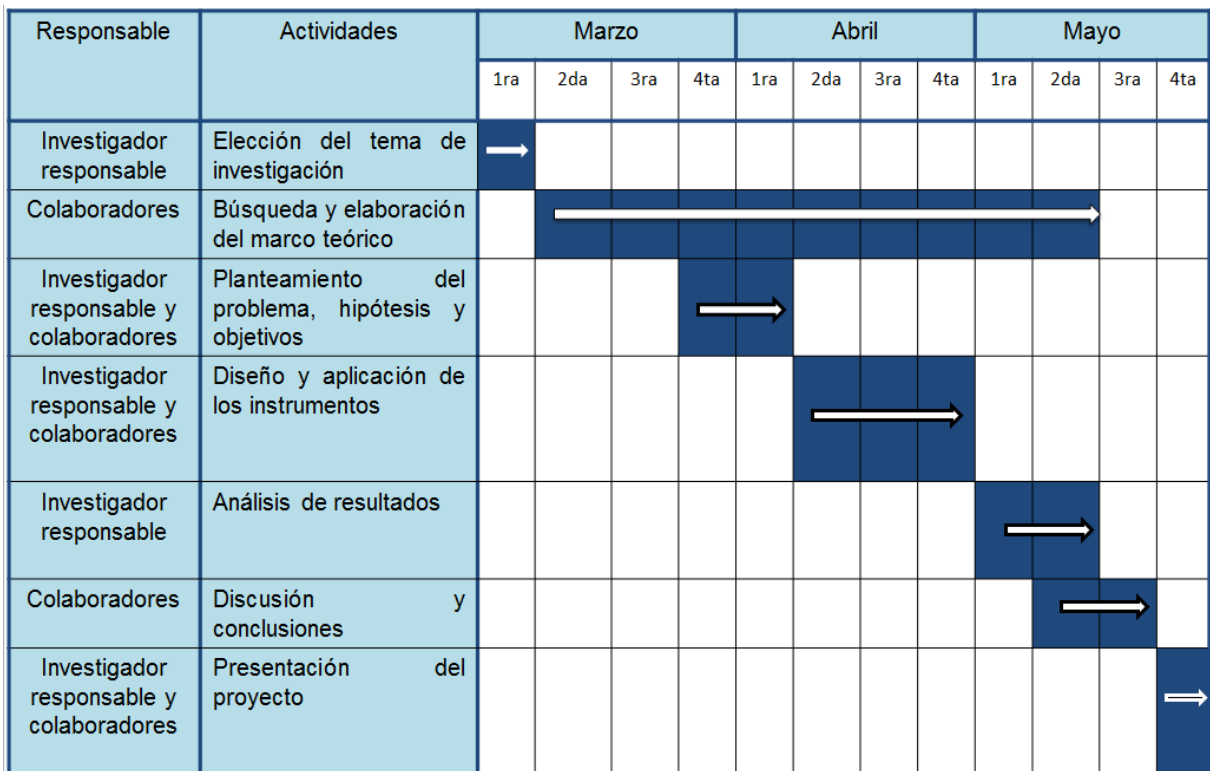 Responsable Actividades Marzo Abril Mayo
1ra 2da 3ra 4ta 1ra 2da 3ra 4ta 1ra 2da 3ra 4ta
Investigador
responsable
Elección del tema de
investigación
Colaboradores
Búsqueda y elaboración
del marco teórico
Investigador
responsable y
colaboradores
Planteamiento del
problema, hipótesis y
objetivos
Investigador
responsable y
colaboradores
Diseño y aplicación de
los instrumentos
Investigador
responsable
Análisis de resultados
Colaboradores
Discusión y
conclusiones
Investigador
responsable y
colaboradores
Presentación del
proyecto